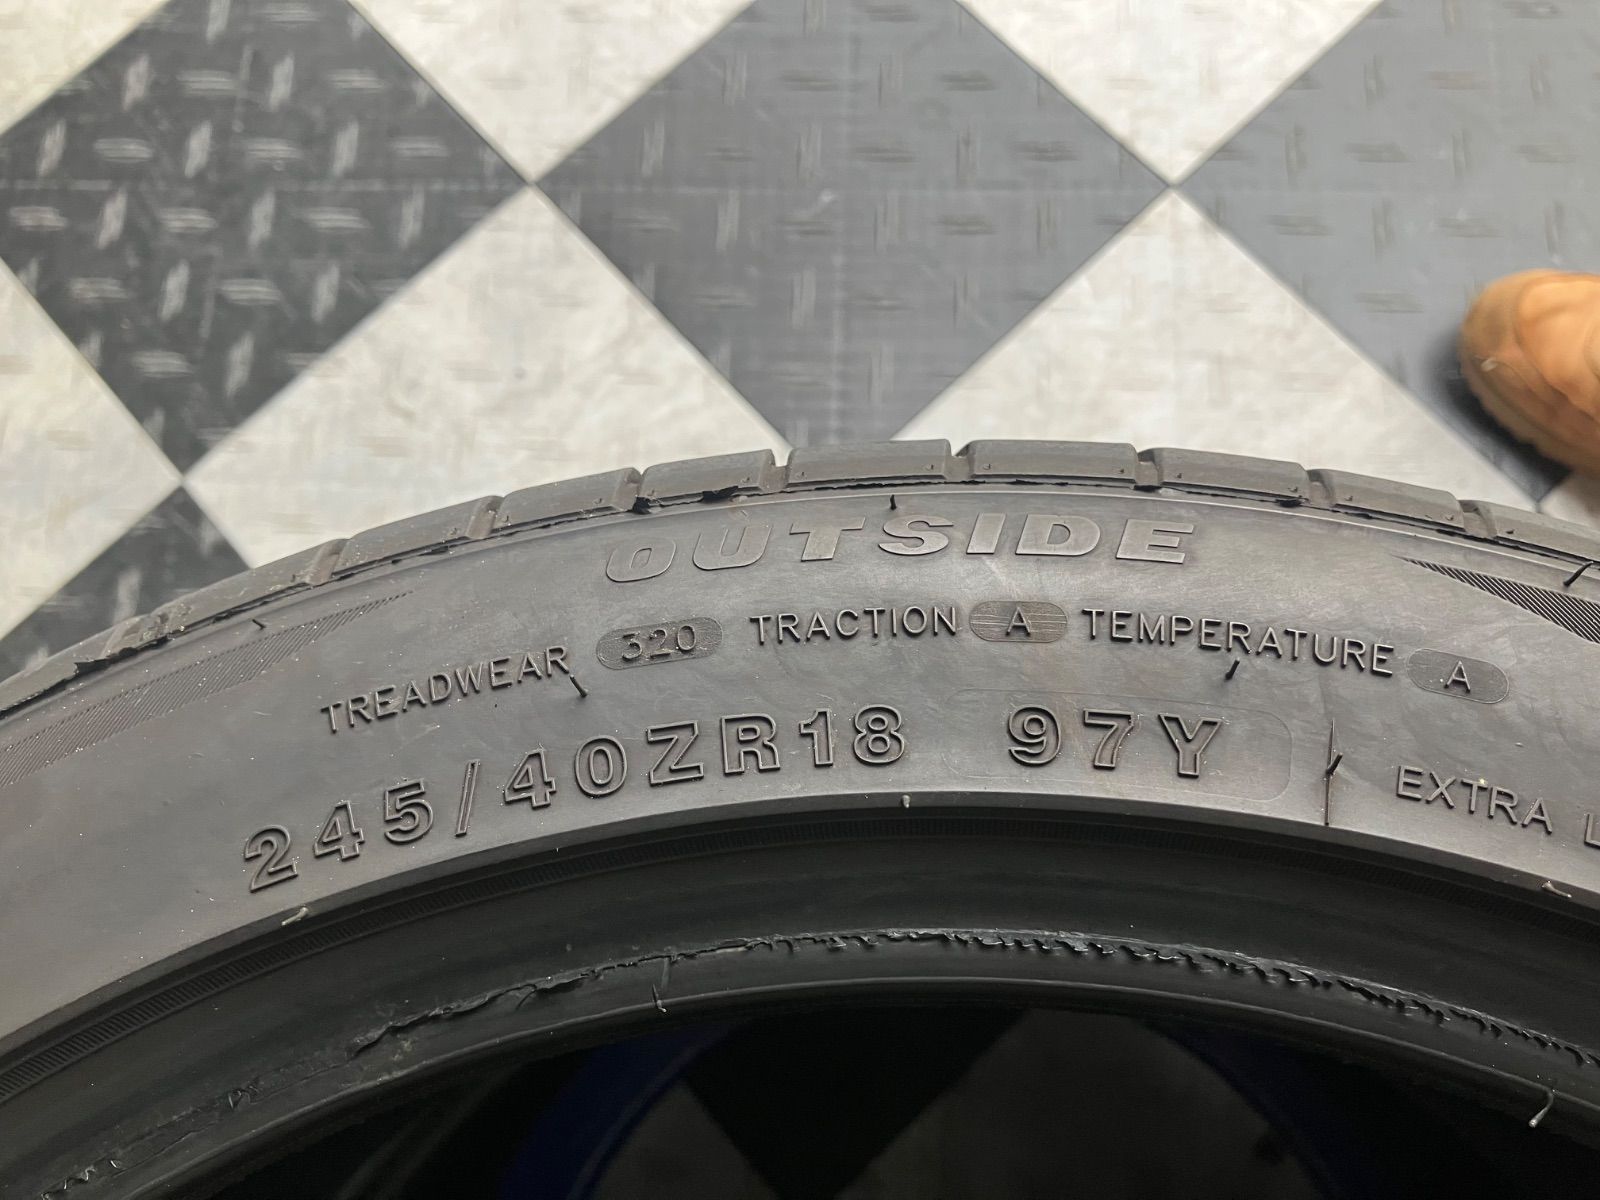 OUTSIDE
TREADWEAR 320 TRACTION A TEMPERATURE A
245/40ZR18 97Y
EXTRA L